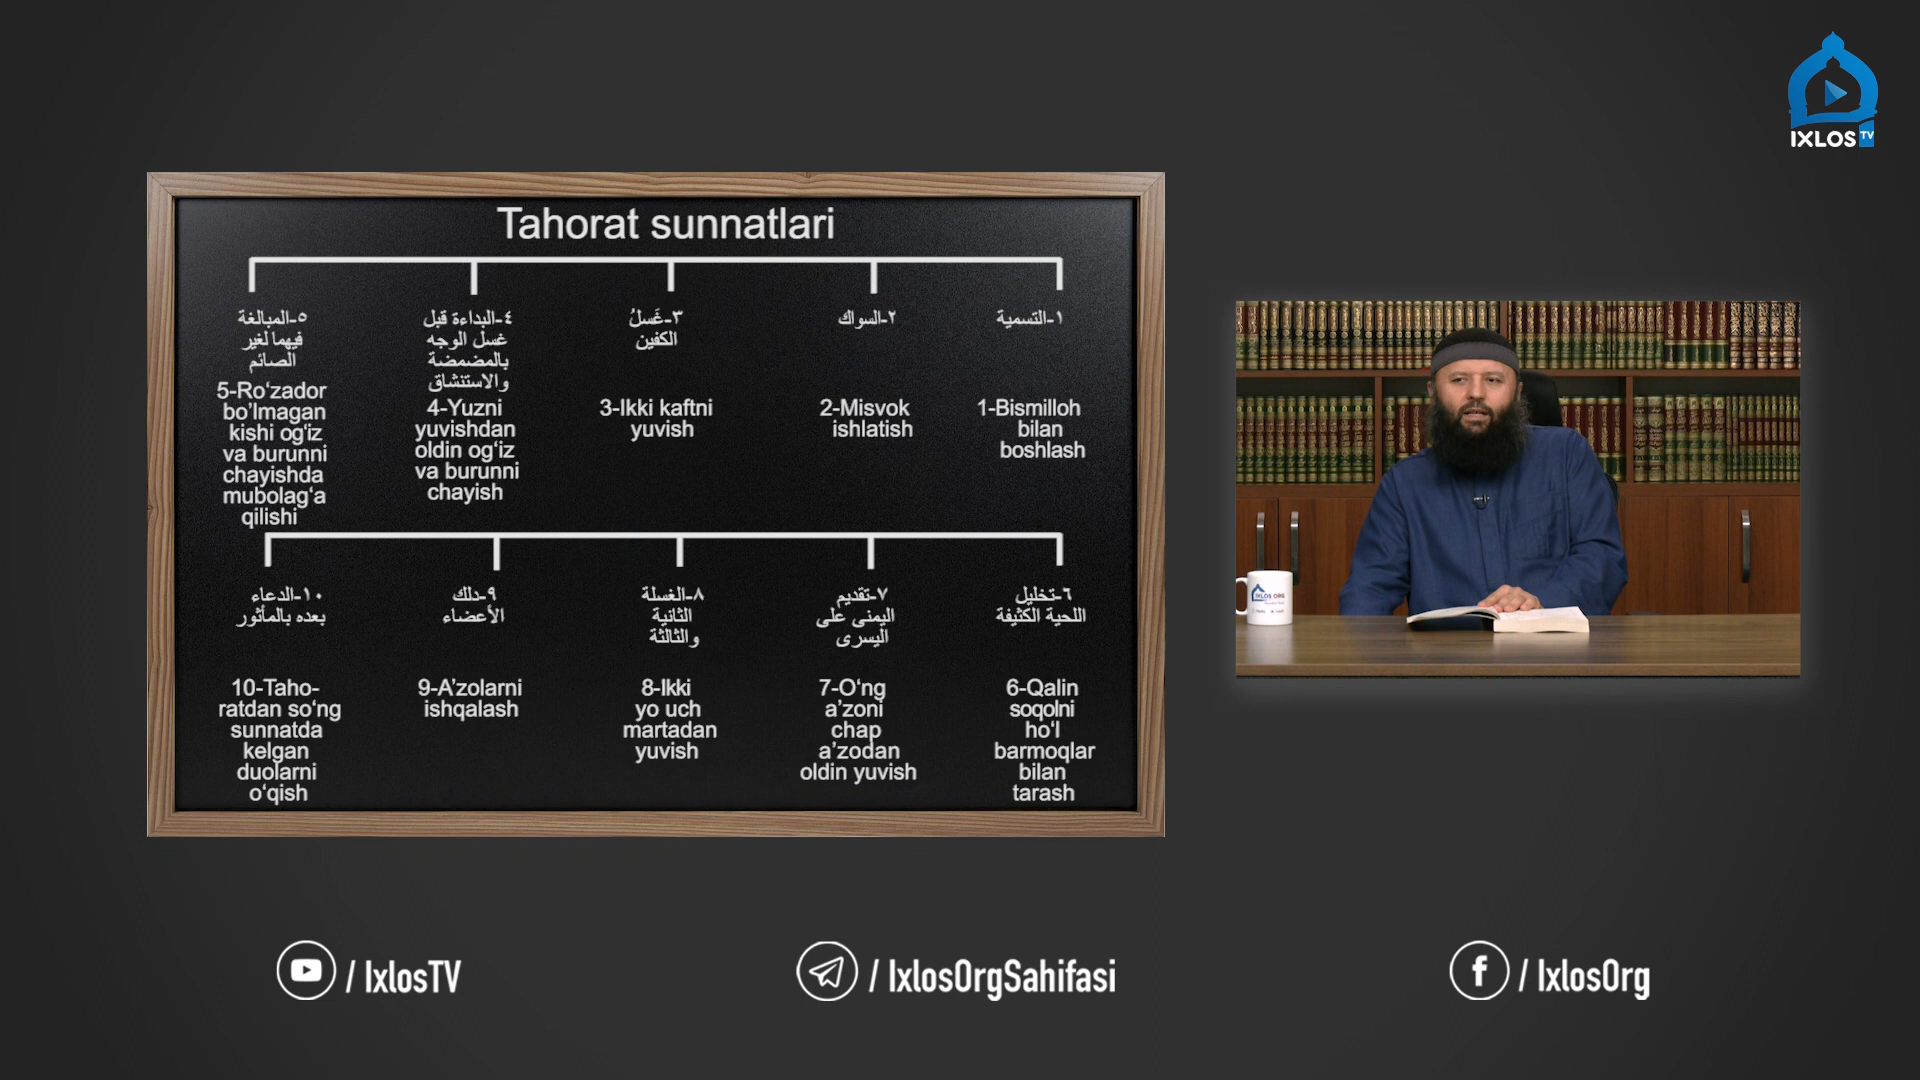 IXLOS TV
Tahorat sunnatlari
١-التسمية
1-Bismilloh
bilan
boshlash
٢-السواك
2-Misvok
ishlatish
٣-غَسلُ
الكفين
3-Ikki kaftni
yuvish
٤-البداءة قبل
غسل الوجه
بالمضمضة
والاستنشاق
4-Yuzni
yuvishdan
oldin og‘iz
va burunni
chayish
٥-المبالغة
فيهما لغير
الصائم
5-Ro‘zador
bo’lmagan
kishi og‘iz
va burunni
chayishda
mubolag‘a
qilishi
٦-تخليل
اللحية الكثيفة
6-Qalin
soqolni
ho‘l
barmoqlar
bilan
tarash
٧-تقديم
اليمنى على
اليسرى
7-O‘ng
a’zoni
chap
a’zodan
oldin yuvish
٨-الغسلة
الثانية
والثالثة
8-Ikki
yo uch
martadan
yuvish
٩-دلك
الأعضاء
9-A’zolarni
ishqalash
١٠-الدعاء
بعده بالمأثور
10-Taho-
ratdan so‘ng
sunnatda
kelgan
duolarni
o‘qish
IXLOS ORG
/ IxlosTV
/ IxlosOrgSahifasi
/ IxlosOrg